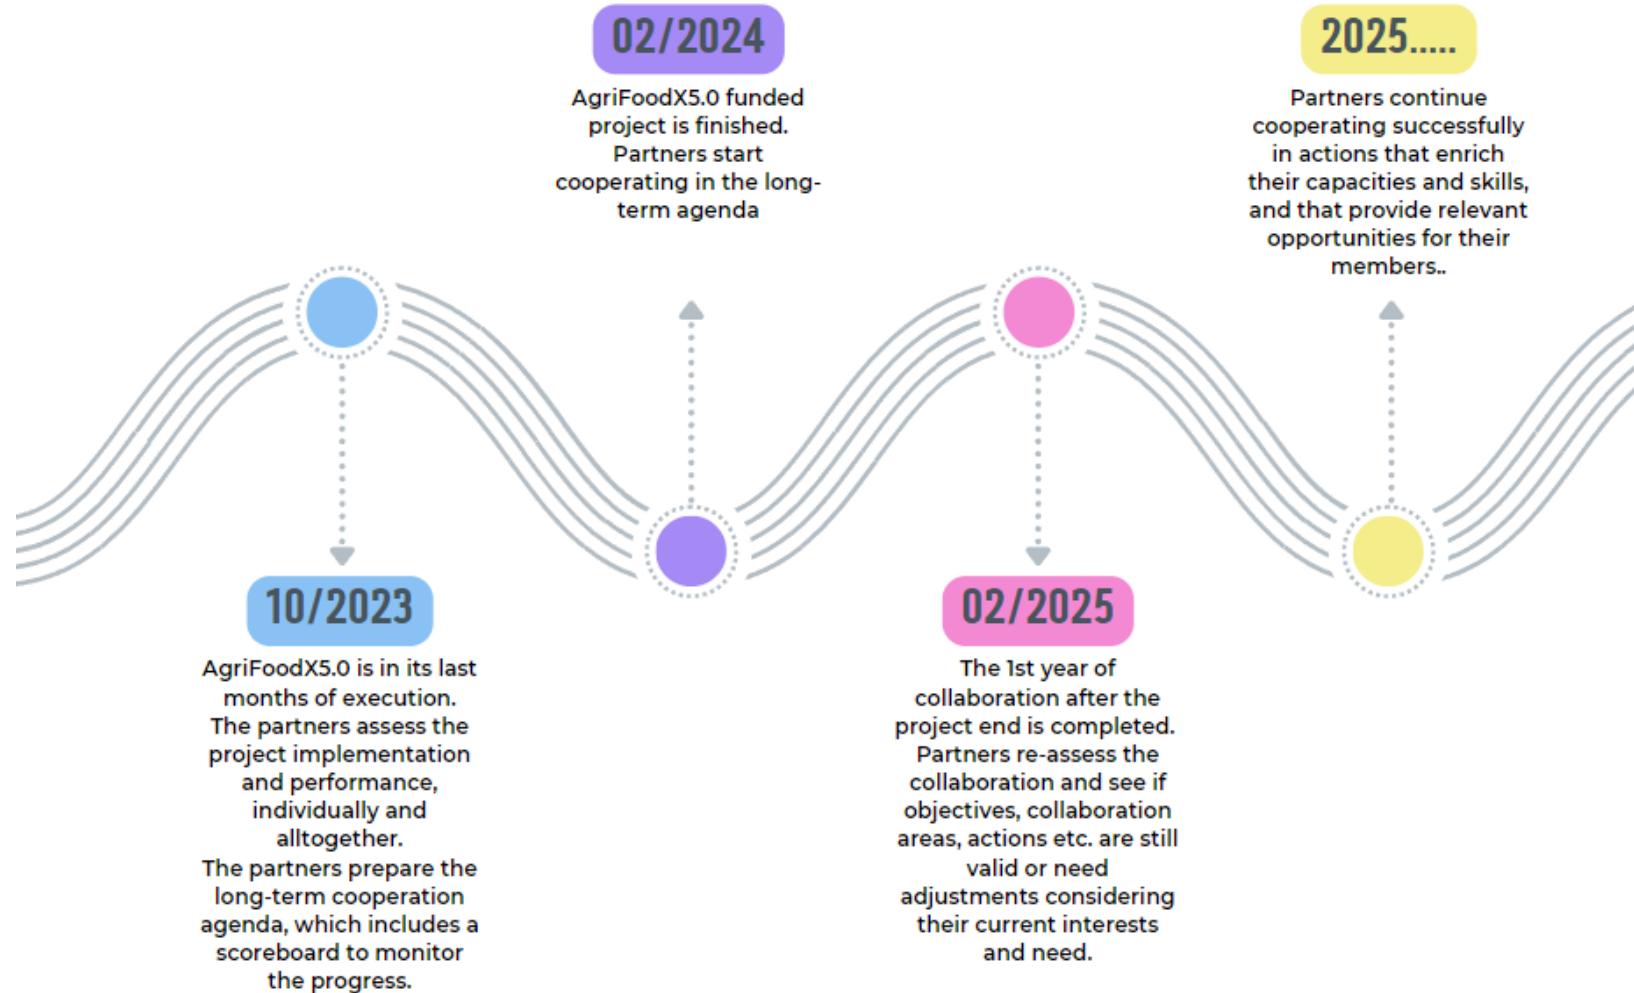 10/2023
AgriFoodX5.0 is in its last
months of execution.
The partners assess the
project implementation
and performance,
individually and
alltogether.
The partners prepare the
long-term cooperation
agenda, which includes a
scoreboard to monitor
the progress.
02/2024
AgriFoodX5.0 funded
project is finished.
Partners start
cooperating in the long-
term agenda
02/2025
The 1st year of
collaboration after the
project end is completed.
Partners re-assess the
collaboration and see if
objectives, collaboration
areas, actions etc. are still
valid or need
adjustments considering
their current interests
and need.
2025.....
Partners continue
cooperating successfully
in actions that enrich
their capacities and skills,
and that provide relevant
opportunities for their
members..